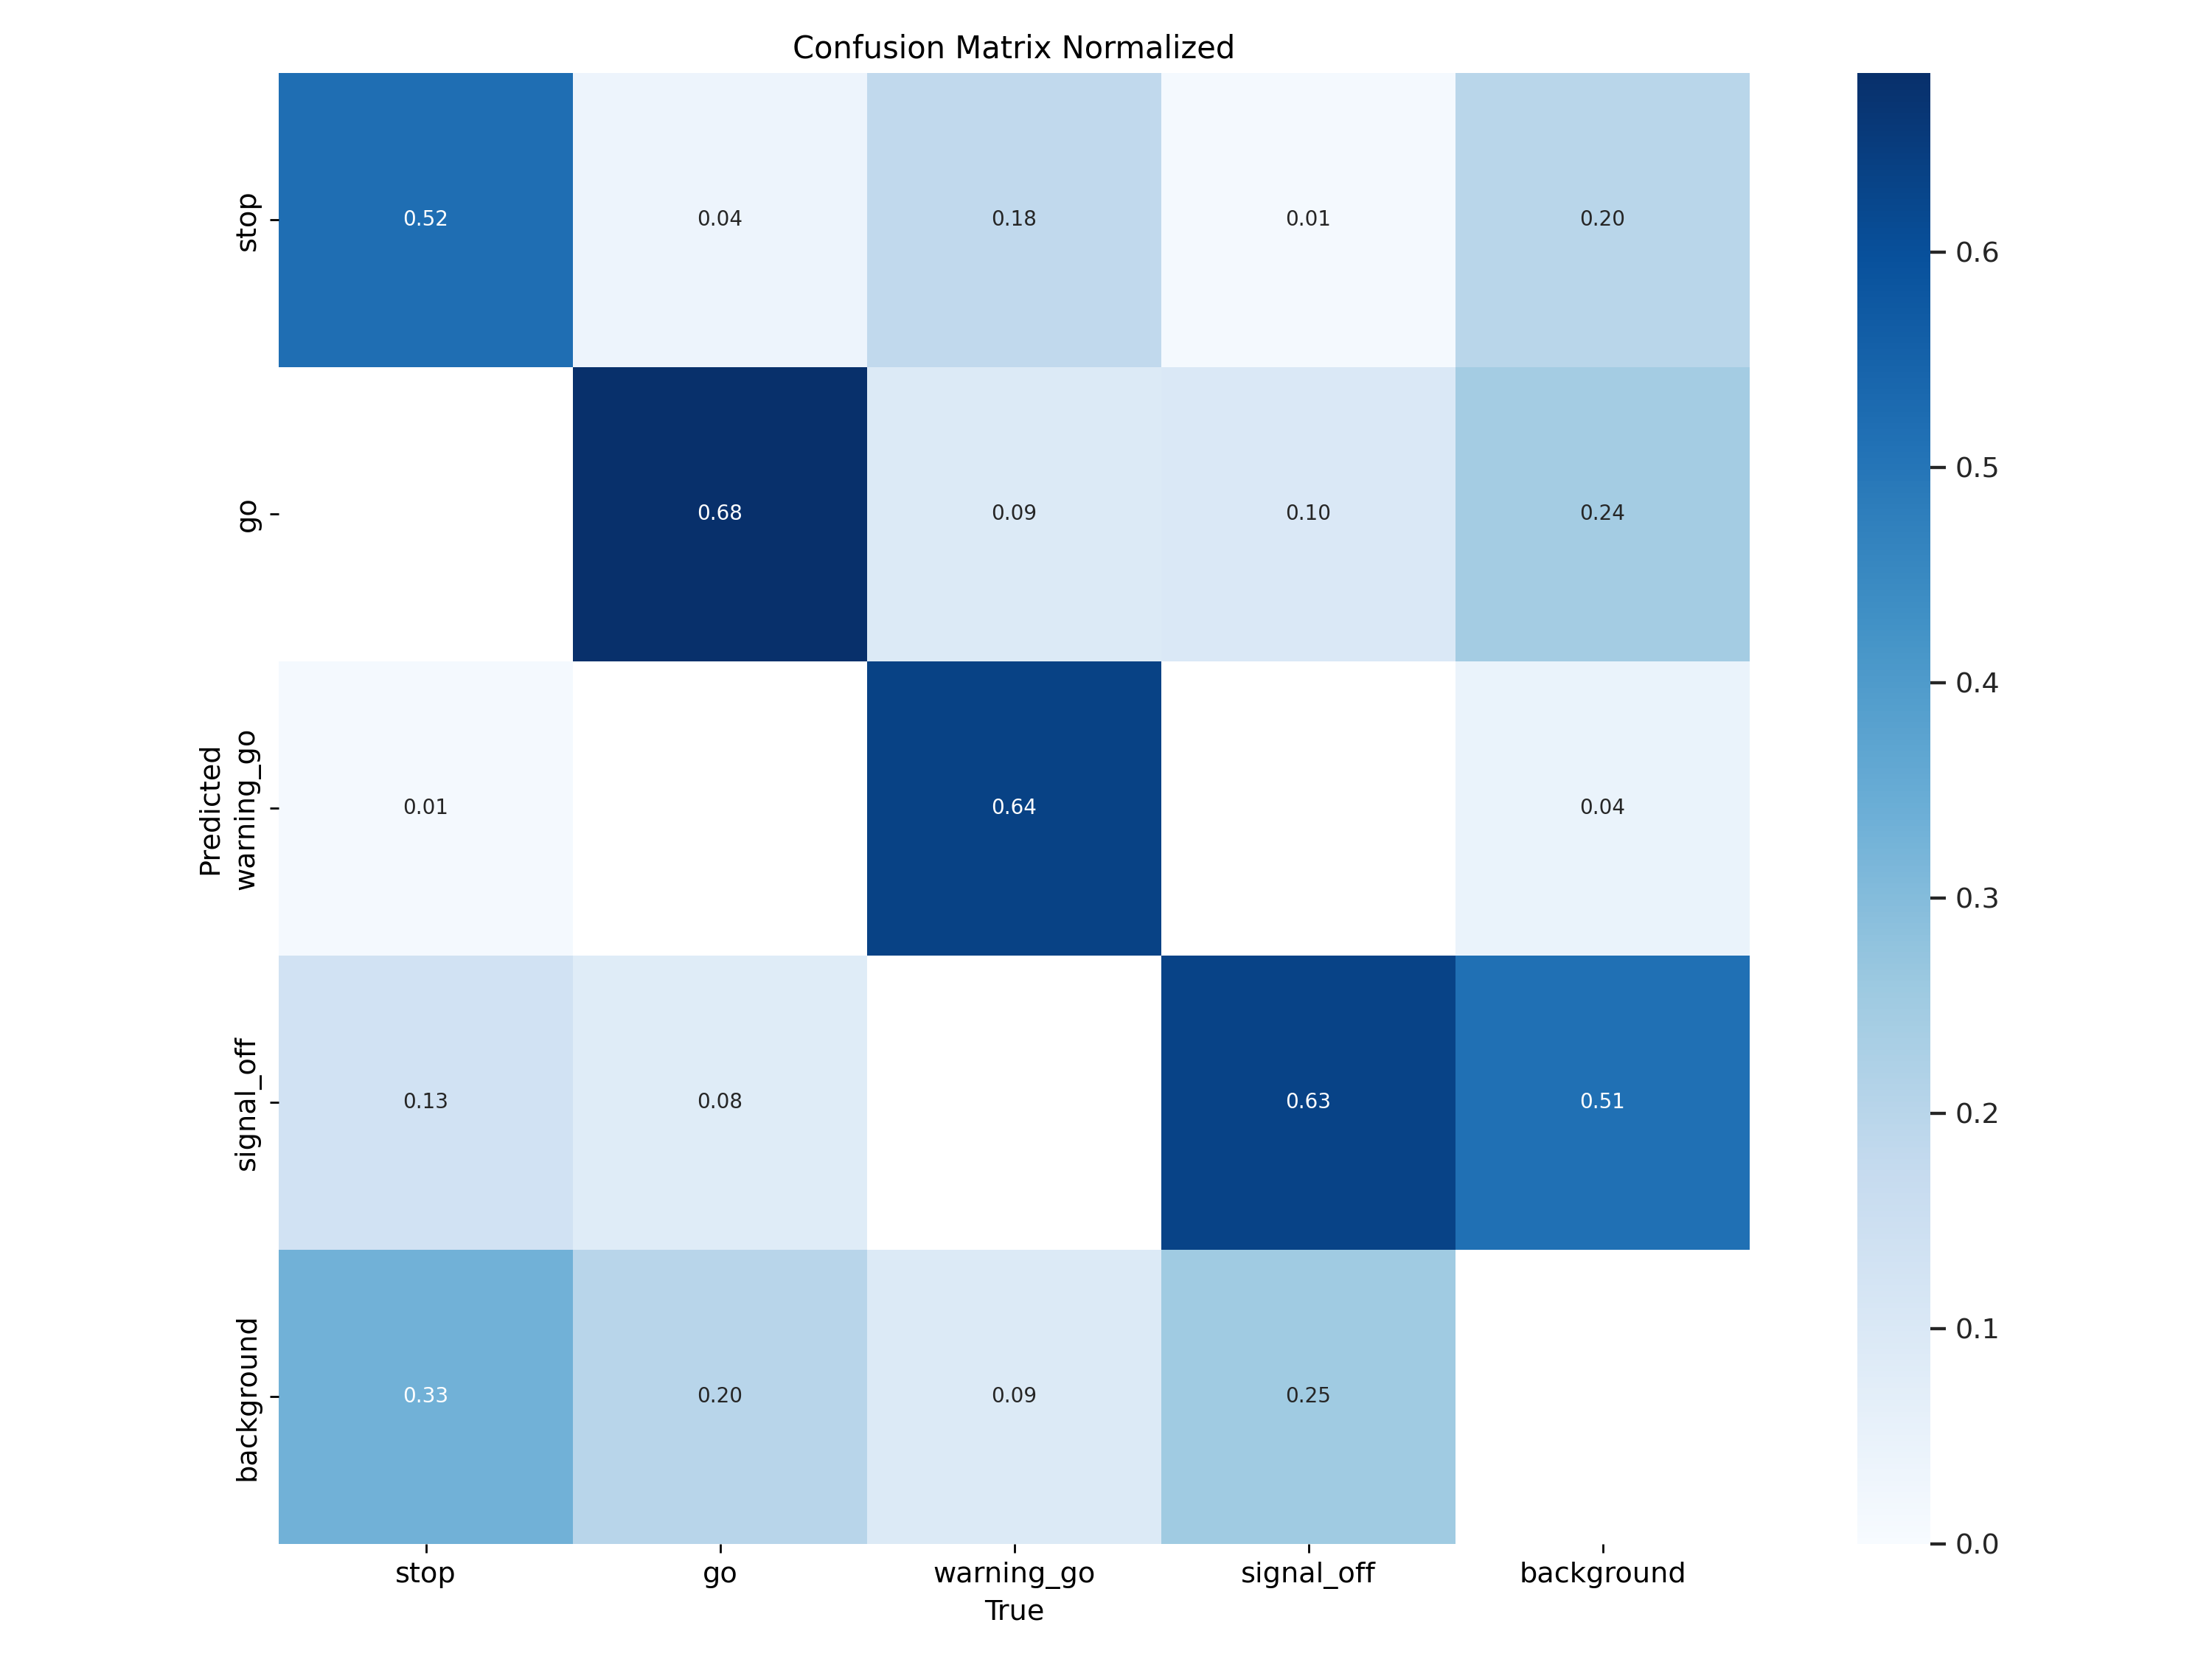 Confusion Matrix Normalized
stop 0.52 0.04 0.18 0.01 0.20
go 0.68 0.09 0.10 0.24
warning_go 0.01 0.64 0.04
signal_off 0.13 0.08 0.63 0.51
background 0.33 0.20 0.09 0.25
Predicted
stop go warning_go signal_off background
True
0.6
0.5
0.4
0.3
0.2
0.1
0.0